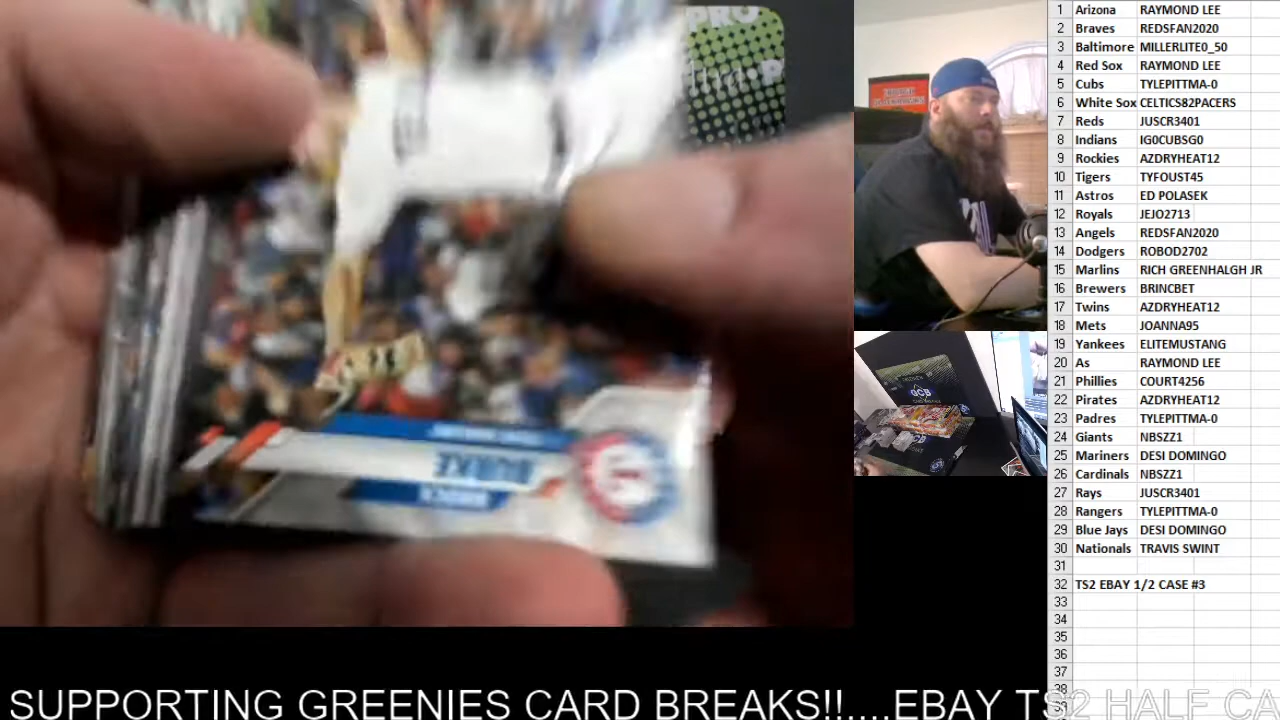 1 Arizona RAYMOND LEE
2 Braves REDSFAN2020
3 Baltimore MILLERLITE0_50
4 Red Sox RAYMOND LEE
5 Cubs TYLEPITTMA-0
6 White Sox CELTICS82PACERS
7 Reds JUSCR3401
8 Indians IG0CUBSG0
9 Rockies AZDRYHEAT12
10 Tigers TYFOUST45
11 Astros ED POLASEK
12 Royals JEJO2713
13 Angels REDSFAN2020
14 Dodgers ROBOD2702
15 Marlins RICH GREENHALGH JR
16 Brewers BRINCBET
17 Twins AZDRYHEAT12
18 Mets JOANNA95
19 Yankees ELITEMUSTANG
20 As RAYMOND LEE
21 Phillies COURT4256
22 Pirates AZDRYHEAT12
23 Padres TYLEPITTMA-0
24 Giants NBSZZ1
25 Mariners DESI DOMINGO
26 Cardinals NBSZZ1
27 Rays JUSCR3401
28 Rangers TYLEPITTMA-0
29 Blue Jays DESI DOMINGO
30 Nationals TRAVIS SWINT
31
32 TS2 EBAY 1/2 CASE #3
33
34
35
36
37
38
39
PRO
BURKE
BROCK
SUPPORTING GREENIES CARD BREAKS!!....EBAY TS2 HALF CA